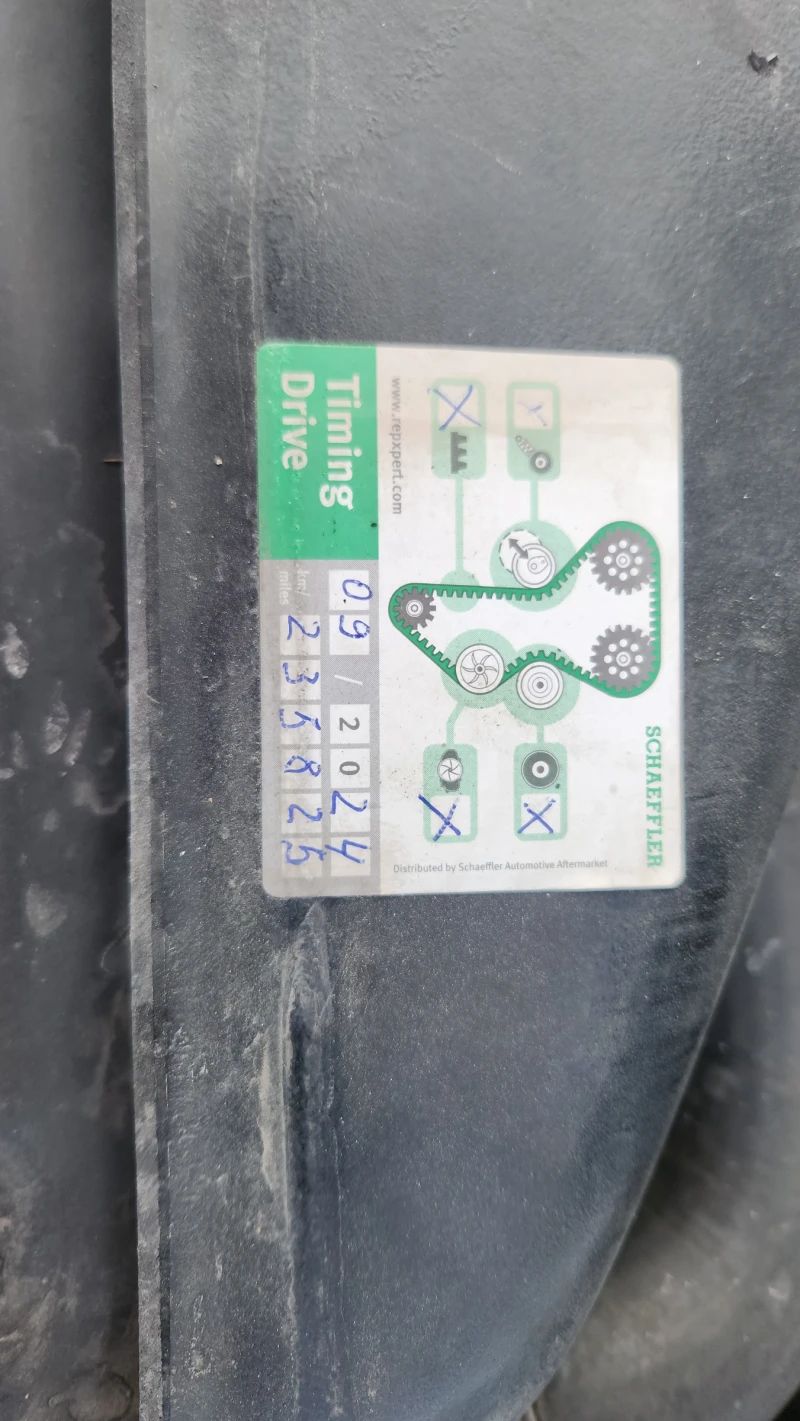 SCHAEFFLER
X
X
X
X
www.repxpert.com
Distributed by Schaeffler Automotive Aftermarket
Timing
Drive
09 / 2024
km/
miles
235825